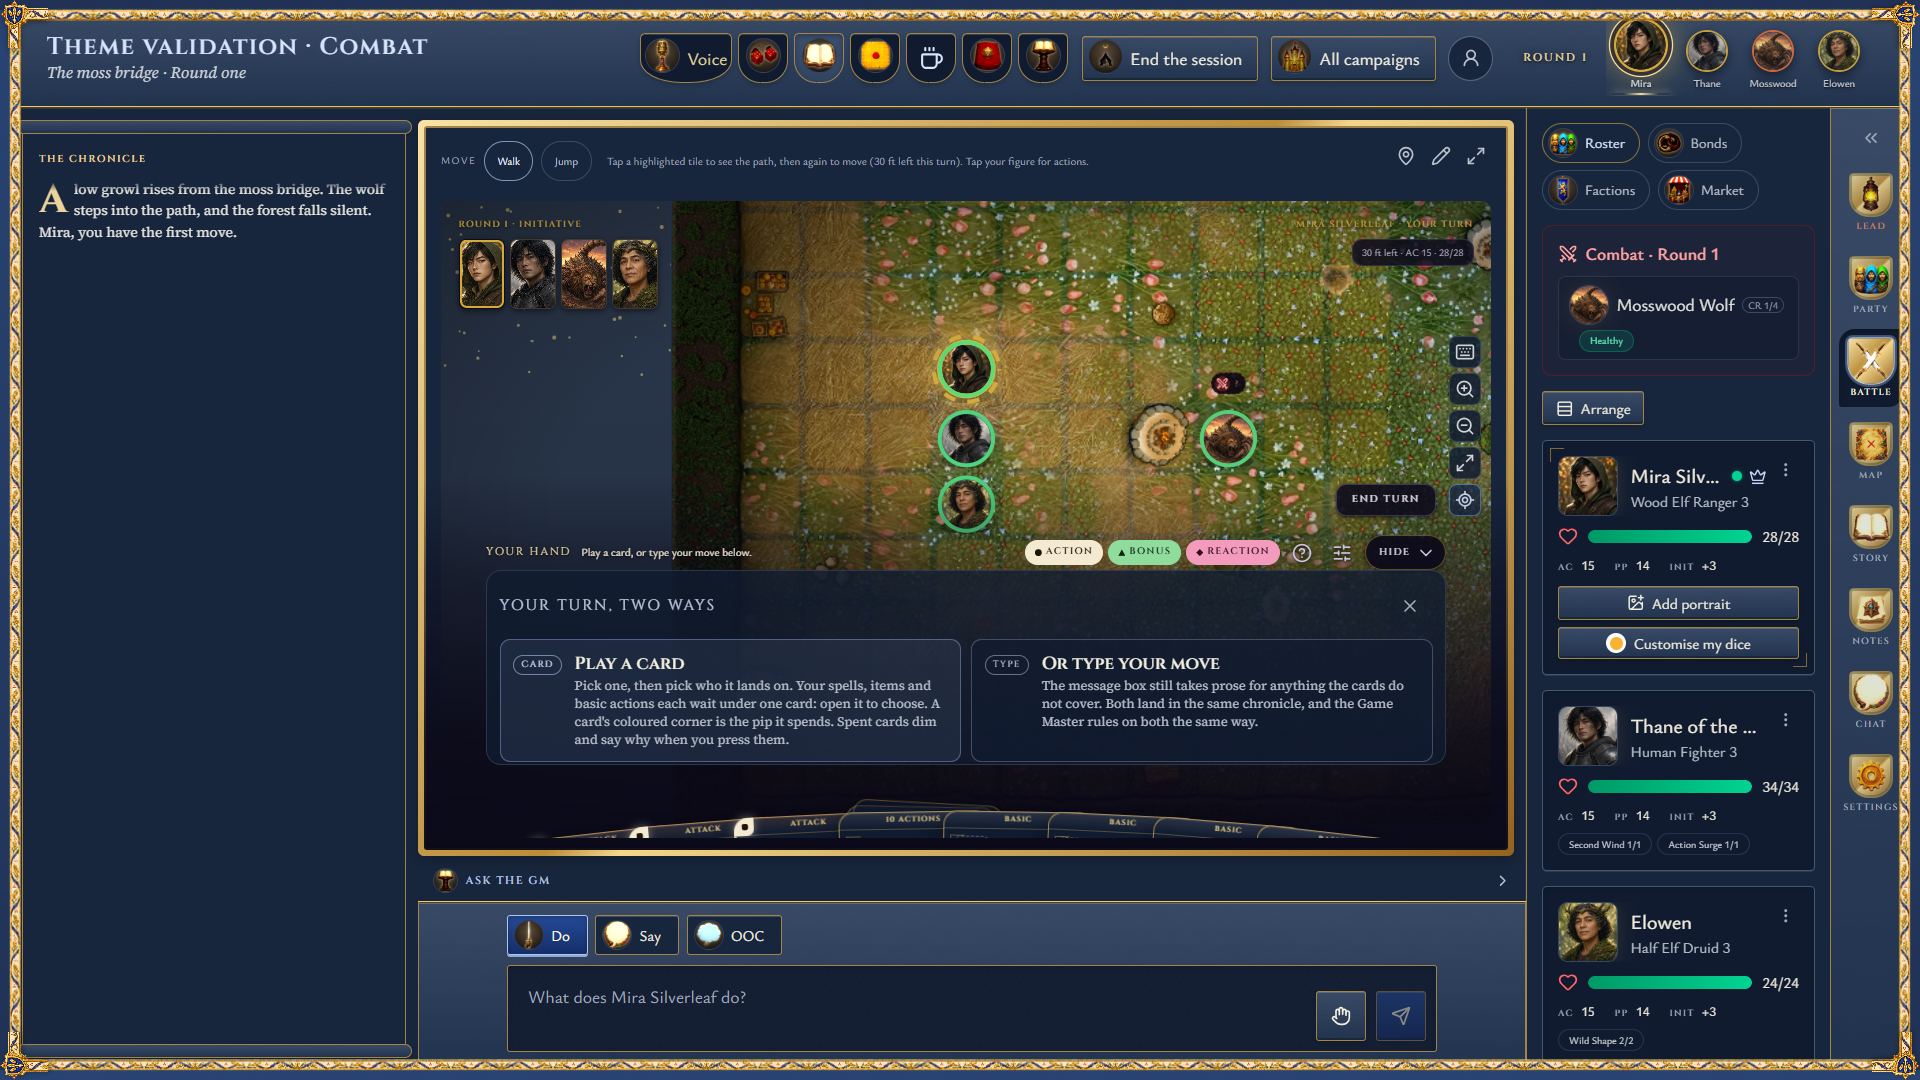 Theme validation · Combat
The moss bridge · Round one
Voice
End the session
All campaigns
ROUND 1
Mira
Thane
Mosswood
Elowen
THE CHRONICLE
A low growl rises from the moss bridge. The wolf
steps into the path, and the forest falls silent.
Mira, you have the first move.
MOVE
Walk
Jump
Tap a highlighted tile to see the path, then again to move (30 ft left this turn). Tap your figure for actions.
ROUND 1 · INITIATIVE
MIRA SILVERLEAF · YOUR TURN
30 ft left · AC 15 · 28/28
END TURN
YOUR HAND
Play a card, or type your move below.
ACTION
BONUS
REACTION
HIDE
YOUR TURN, TWO WAYS
CARD
PLAY A CARD
Pick one, then pick who it lands on. Your spells, items and
basic actions each wait under one card: open it to choose. A
card's coloured corner is the pip it spends. Spent cards dim
and say why when you press them.
TYPE
OR TYPE YOUR MOVE
The message box still takes prose for anything the cards do
not cover. Both land in the same chronicle, and the Game
Master rules on both the same way.
ATTACK
ATTACK
10 ACTIONS
BASIC
BASIC
BASIC
ASK THE GM
Do
Say
OOC
What does Mira Silverleaf do?
Roster
Bonds
Factions
Market
Combat · Round 1
Mosswood Wolf
CR 1/4
Healthy
Arrange
Mira Silv...
Wood Elf Ranger 3
28/28
AC 15 PP 14 INIT +3
Add portrait
Customise my dice
Thane of the ...
Human Fighter 3
34/34
AC 15 PP 14 INIT +3
Second Wind 1/1
Action Surge 1/1
Elowen
Half Elf Druid 3
24/24
AC 15 PP 14 INIT +3
Wild Shape 2/2
LEAD
PARTY
BATTLE
MAP
STORY
NOTES
CHAT
SETTINGS